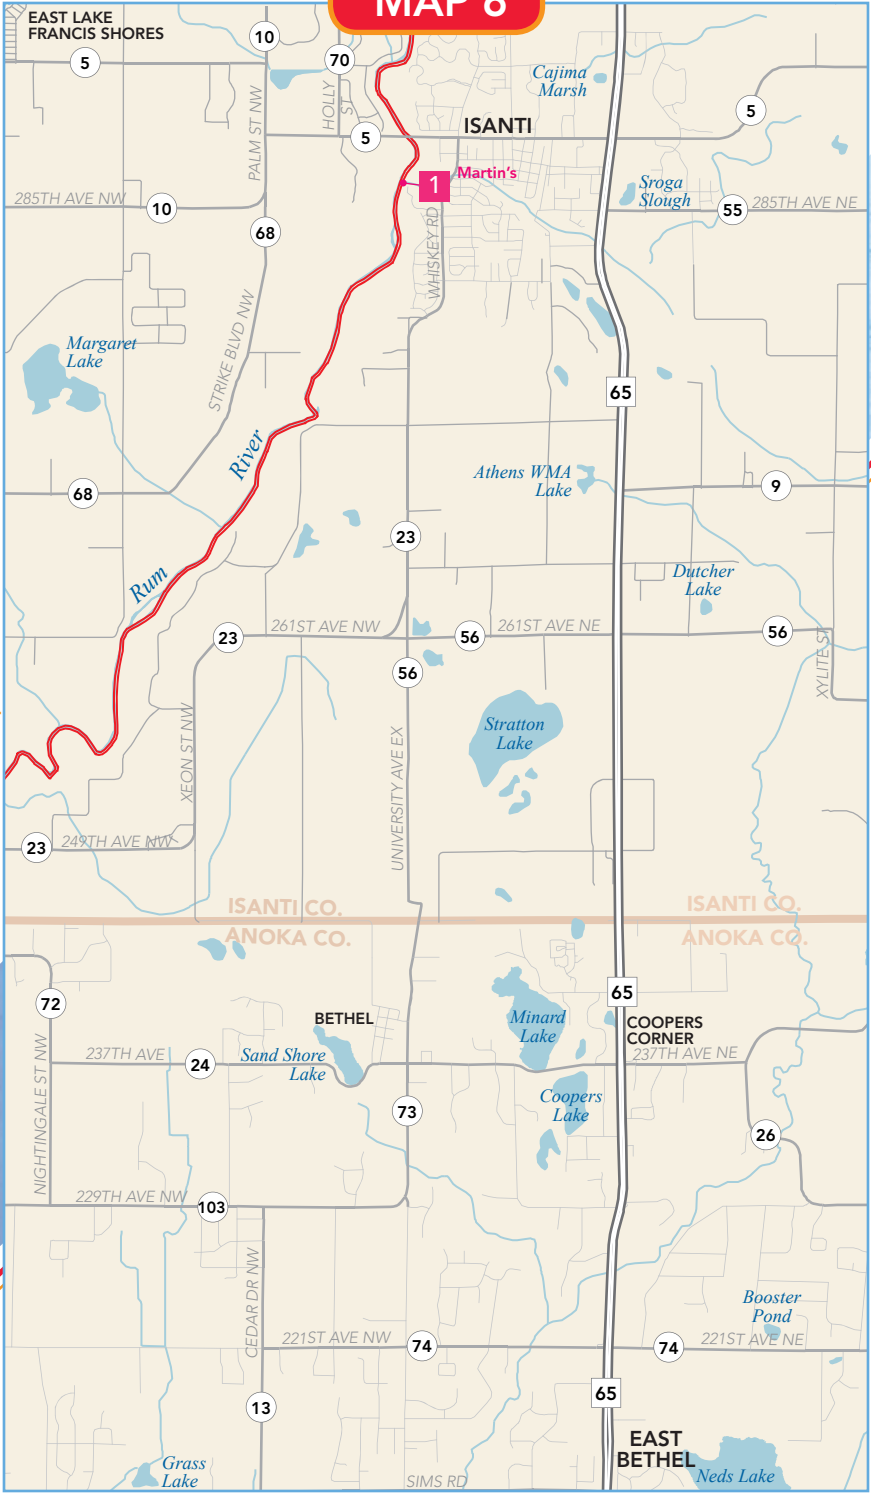 MAP 6
EAST LAKE
FRANCIS SHORES
10
70
5
Cajima
Marsh
PALM ST NW
HOLLY
ST
5
5
ISANTI
1
Martin's
Sroga
Slough
285TH AVE NW
10
55
285TH AVE NE
68
WHISKEY RD
STRIKE BLVD NW
Margaret
Lake
65
River
Athens WMA
Lake
68
9
23
Rum
Dutcher
Lake
23
261ST AVE NW
56
261ST AVE NE
56
XYLITE ST
56
Stratton
Lake
XEON ST NW
UNIVERSITY AVE EX
23
249TH AVE NW
ISANTI CO.
ISANTI CO.
ANOKA CO.
ANOKA CO.
72
65
BETHEL
Minard
Lake
COOPERS
CORNER
237TH AVE
24
Sand Shore
Lake
237TH AVE NE
NIGHTINGALE ST NW
Coopers
Lake
73
26
229TH AVE NW
103
CEDAR DR NW
Booster
Pond
221ST AVE NW
74
74
221ST AVE NE
65
13
EAST
BETHEL
Grass
Lake
SIMS RD
Neds Lake